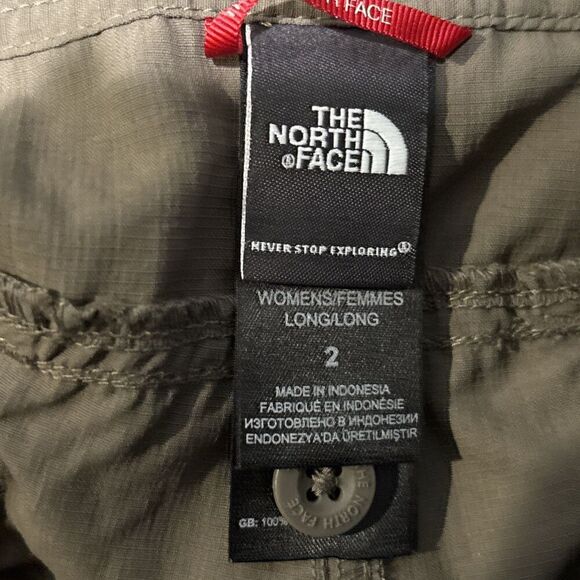 FACE
THE
NORTH
®FACE
NEVER STOP EXPLORING®
WOMENS/FEMMES
LONG/LONG
2
MADE IN INDONESIA
FABRIQUÉ EN INDONÉSIE
ИЗГОТОВЛЕНО В ИНДОНЕЗИИ
ENDONEZYA'DA ÜRETILMIŞTIR
THE NORTH FACE
GB: 100%